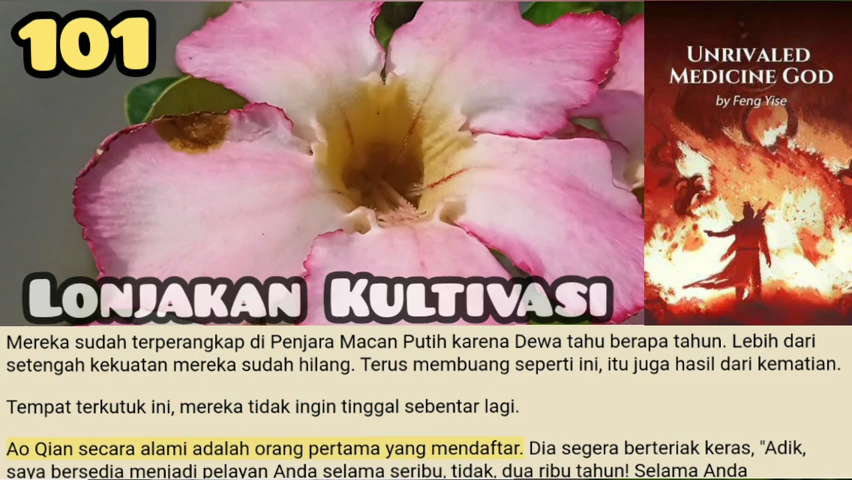 101
UNRIVALED
MEDICINE GOD
by Feng Yise
LONJAKAN KULTIVASI
Mereka sudah terperangkap di Penjara Macan Putih karena Dewa tahu berapa tahun. Lebih dari
setengah kekuatan mereka sudah hilang. Terus membuang seperti ini, itu juga hasil dari kematian.
Tempat terkutuk ini, mereka tidak ingin tinggal sebentar lagi.
Ao Qian secara alami adalah orang pertama yang mendaftar. Dia segera berteriak keras, "Adik,
saya bersedia menjadi pelayan Anda selama seribu, tidak, dua ribu tahun! Selama Anda